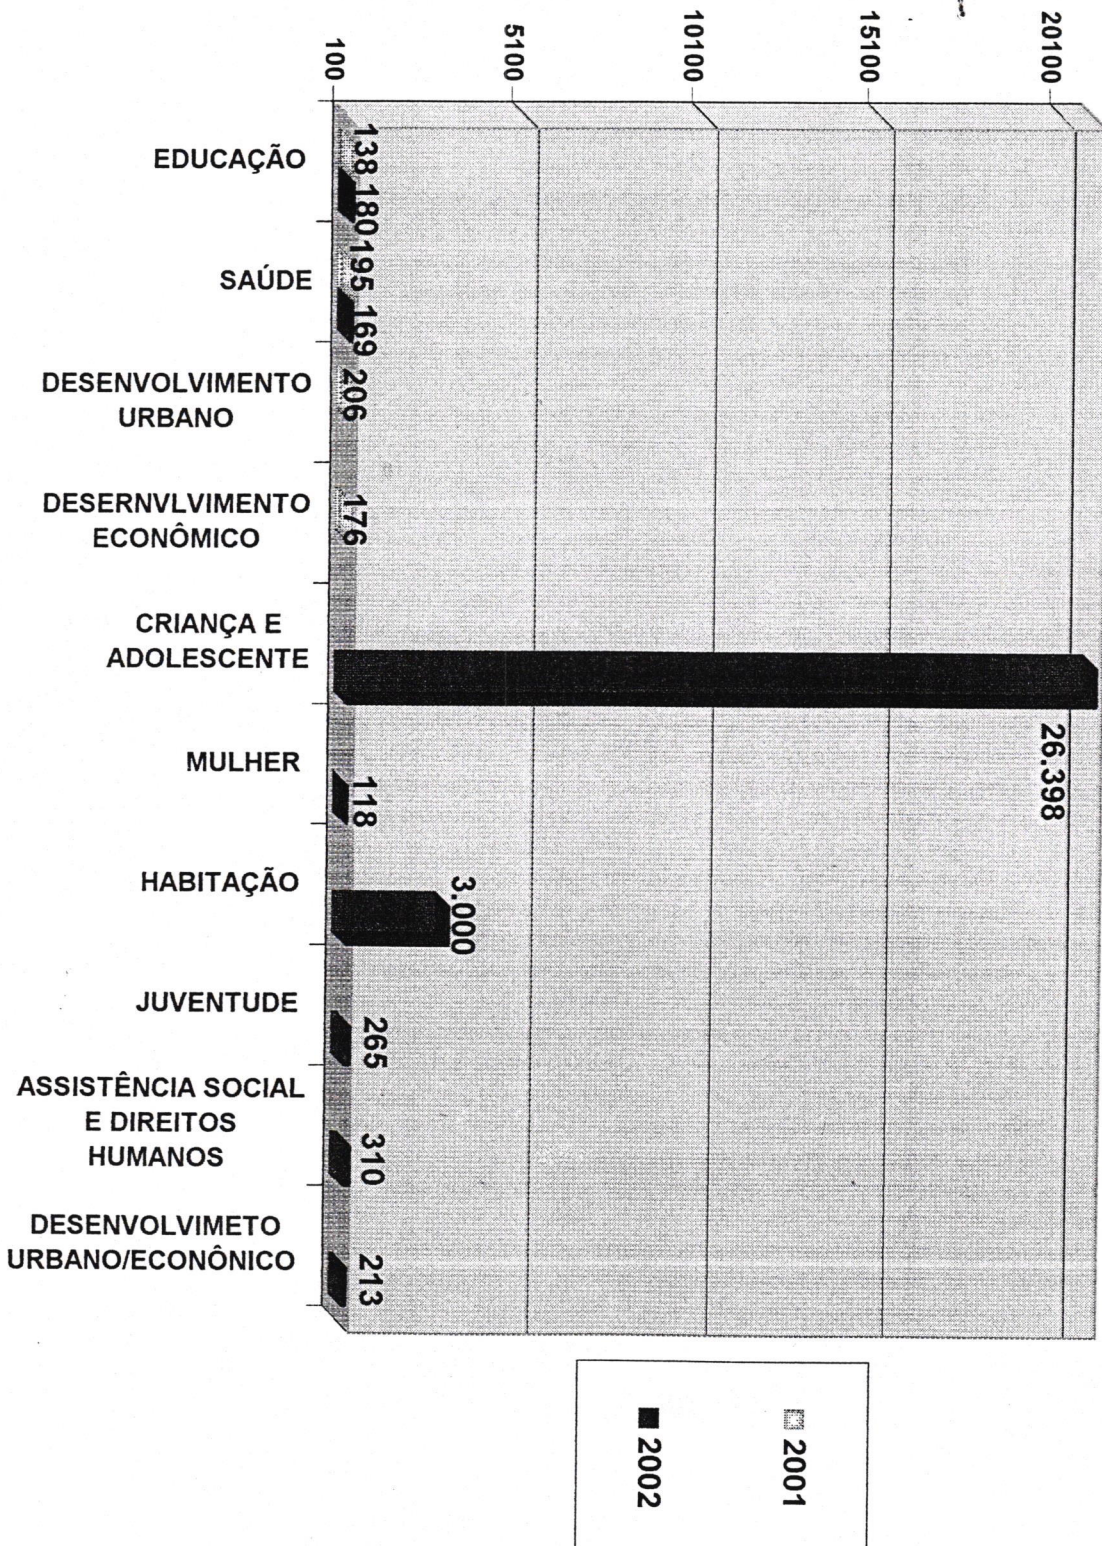 20100
15100
10100
5100
100
138
180
195
169
206
176
26.398
118
3.000
265
310
213
EDUCAÇÃO
SAÚDE
DESENVOLVIMENTO
URBANO
DESERNVLVIMENTO
ECONÔMICO
CRIANÇA E
ADOLESCENTE
MULHER
HABITAÇÃO
JUVENTUDE
ASSISTÊNCIA SOCIAL
E DIREITOS
HUMANOS
DESENVOLVIMETO
URBANO/ECONÔNICO
2001
2002